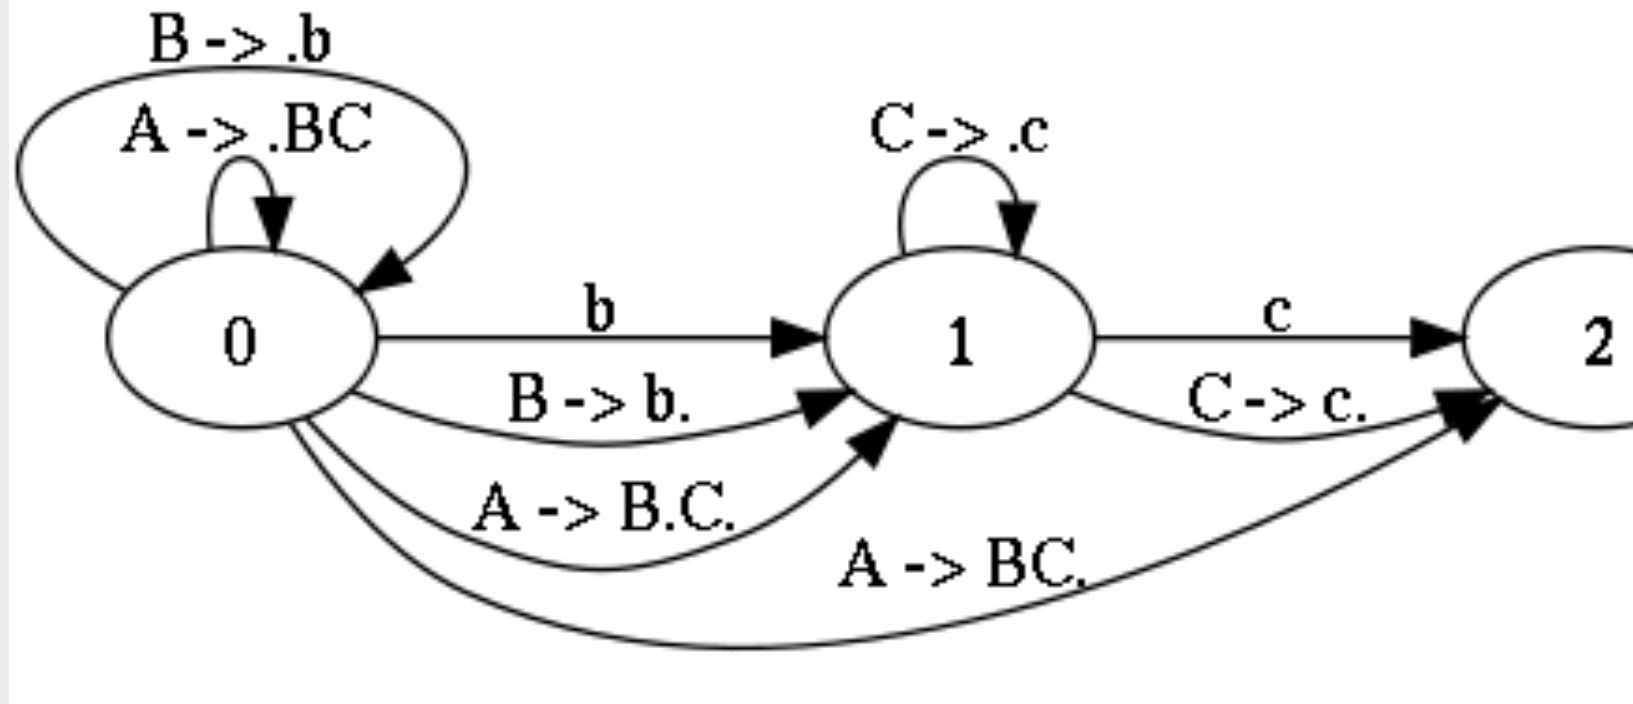 B -> .b
A -> .BC
C -> .c
b
c
0
1
2
B -> b.
C -> c.
A -> B.C.
A -> BC.